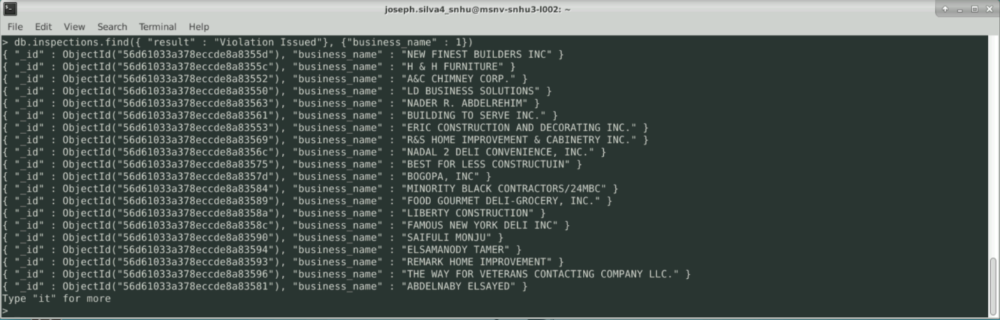 joseph.silva4_snhu@msnv-snhu3-l002: ~
File Edit View Search Terminal Help
> db.inspections.find({ "result" : "Violation Issued"}, {"business_name" : 1})
{ "_id" : ObjectId("56d61033a378eccde8a8355d"), "business_name" : "NEW FINEST BUILDERS INC" }
{ "_id" : ObjectId("56d61033a378eccde8a8355c"), "business_name" : "H & H FURNITURE" }
{ "_id" : ObjectId("56d61033a378eccde8a83552"), "business_name" : "A&C CHIMNEY CORP." }
{ "_id" : ObjectId("56d61033a378eccde8a83550"), "business_name" : "LD BUSINESS SOLUTIONS" }
{ "_id" : ObjectId("56d61033a378eccde8a83563"), "business_name" : "NADER R. ABDELREHIM" }
{ "_id" : ObjectId("56d61033a378eccde8a83561"), "business_name" : "BUILDING TO SERVE INC." }
{ "_id" : ObjectId("56d61033a378eccde8a83553"), "business_name" : "ERIC CONSTRUCTION AND DECORATING INC." }
{ "_id" : ObjectId("56d61033a378eccde8a83569"), "business_name" : "R&S HOME IMPROVEMENT & CABINETRY INC." }
{ "_id" : ObjectId("56d61033a378eccde8a8356c"), "business_name" : "NADAL 2 DELI CONVENIENCE, INC." }
{ "_id" : ObjectId("56d61033a378eccde8a83575"), "business_name" : "BEST FOR LESS CONSTRUCTUIN" }
{ "_id" : ObjectId("56d61033a378eccde8a8357d"), "business_name" : "BOGOPA, INC" }
{ "_id" : ObjectId("56d61033a378eccde8a83584"), "business_name" : "MINORITY BLACK CONTRACTORS/24MBC" }
{ "_id" : ObjectId("56d61033a378eccde8a83589"), "business_name" : "FOOD GOURMET DELI-GROCERY, INC." }
{ "_id" : ObjectId("56d61033a378eccde8a8358a"), "business_name" : "LIBERTY CONSTRUCTION" }
{ "_id" : ObjectId("56d61033a378eccde8a8358c"), "business_name" : "FAMOUS NEW YORK DELI INC" }
{ "_id" : ObjectId("56d61033a378eccde8a83590"), "business_name" : "SAIFULI MONJU" }
{ "_id" : ObjectId("56d61033a378eccde8a83594"), "business_name" : "ELSAMANODY TAMER" }
{ "_id" : ObjectId("56d61033a378eccde8a83593"), "business_name" : "REMARK HOME IMPROVEMENT" }
{ "_id" : ObjectId("56d61033a378eccde8a83596"), "business_name" : "THE WAY FOR VETERANS CONTACTING COMPANY LLC." }
{ "_id" : ObjectId("56d61033a378eccde8a83581"), "business_name" : "ABDELNABY ELSAYED" }
Type "it" for more
>